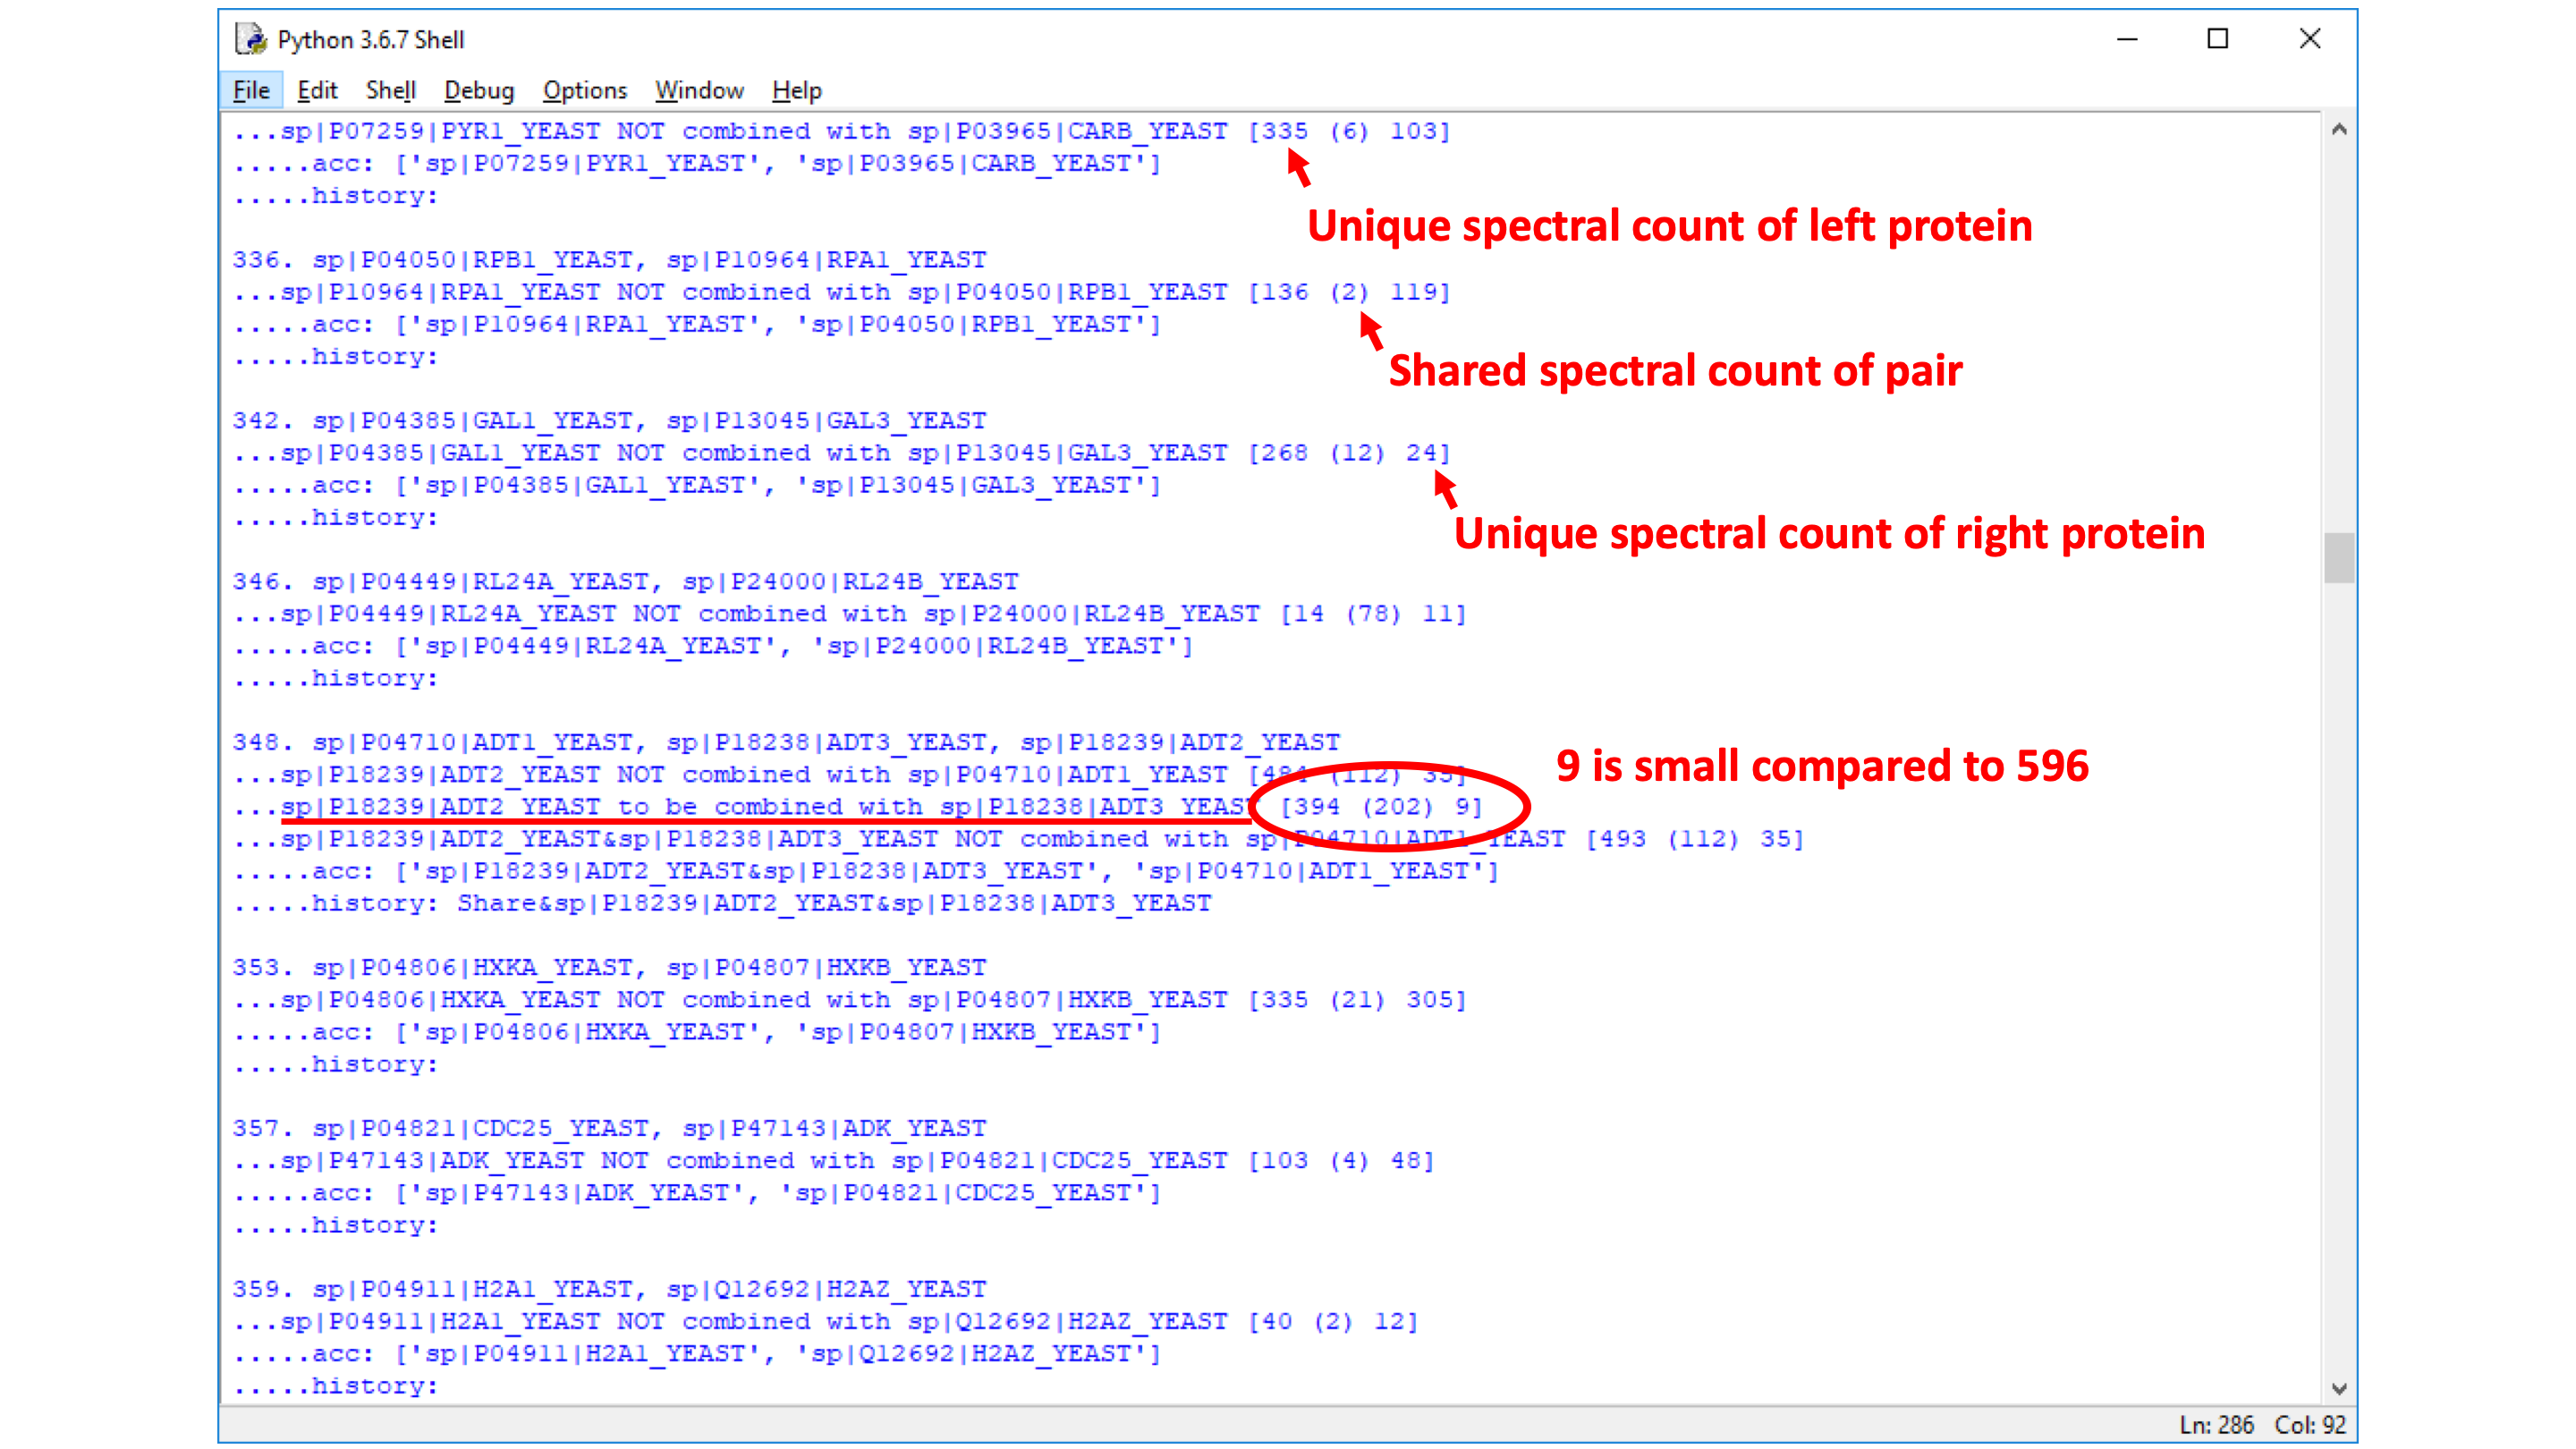 Python 3.6.7 Shell
File Edit Shell Debug Options Window Help
...sp|P07259|PYR1_YEAST NOT combined with sp|P03965|CARB_YEAST [335 (6) 103]
.....acc: ['sp|P07259|PYR1_YEAST', 'sp|P03965|CARB_YEAST']
.....history:
Unique spectral count of left protein
336. sp|P04050|RPB1_YEAST, sp|P10964|RPA1_YEAST
...sp|P10964|RPA1_YEAST NOT combined with sp|P04050|RPB1_YEAST [136 (2) 119]
.....acc: ['sp|P10964|RPA1_YEAST', 'sp|P04050|RPB1_YEAST']
.....history:
Shared spectral count of pair
342. sp|P04385|GAL1_YEAST, sp|P13045|GAL3_YEAST
...sp|P04385|GAL1_YEAST NOT combined with sp|P13045|GAL3_YEAST [268 (12) 24]
.....acc: ['sp|P04385|GAL1_YEAST', 'sp|P13045|GAL3_YEAST']
.....history:
Unique spectral count of right protein
346. sp|P04449|RL24A_YEAST, sp|P24000|RL24B_YEAST
...sp|P04449|RL24A_YEAST NOT combined with sp|P24000|RL24B_YEAST [14 (78) 11]
.....acc: ['sp|P04449|RL24A_YEAST', 'sp|P24000|RL24B_YEAST']
.....history:
348. sp|P04710|ADT1_YEAST, sp|P18238|ADT3_YEAST, sp|P18239|ADT2_YEAST
9 is small compared to 596
...sp|P18239|ADT2_YEAST NOT combined with sp|P04710|ADT1_YEAST [484 (112) 35]
...sp|P18239|ADT2_YEAST to be combined with sp|P18238|ADT3_YEAST [394 (202) 9]
...sp|P18239|ADT2_YEAST&sp|P18238|ADT3_YEAST NOT combined with sp|P04710|ADT1_YEAST [493 (112) 35]
.....acc: ['sp|P18239|ADT2_YEAST&sp|P18238|ADT3_YEAST', 'sp|P04710|ADT1_YEAST']
.....history: Share&sp|P18239|ADT2_YEAST&sp|P18238|ADT3_YEAST
353. sp|P04806|HXKA_YEAST, sp|P04807|HXKB_YEAST
...sp|P04806|HXKA_YEAST NOT combined with sp|P04807|HXKB_YEAST [335 (21) 305]
.....acc: ['sp|P04806|HXKA_YEAST', 'sp|P04807|HXKB_YEAST']
.....history:
357. sp|P04821|CDC25_YEAST, sp|P47143|ADK_YEAST
...sp|P47143|ADK_YEAST NOT combined with sp|P04821|CDC25_YEAST [103 (4) 48]
.....acc: ['sp|P47143|ADK_YEAST', 'sp|P04821|CDC25_YEAST']
.....history:
359. sp|P04911|H2A1_YEAST, sp|Q12692|H2AZ_YEAST
...sp|P04911|H2A1_YEAST NOT combined with sp|Q12692|H2AZ_YEAST [40 (2) 12]
.....acc: ['sp|P04911|H2A1_YEAST', 'sp|Q12692|H2AZ_YEAST']
.....history:
Ln: 286 Col: 92